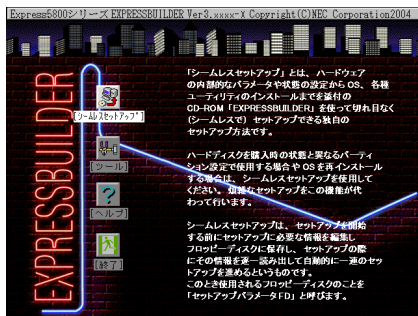 Express5800シリーズ EXPRESSBUILDER Ver3.xxxx-x Copyright(C)NEC Corporation2004
EXPRESSBUILDER
[シームレスセットアップ]
[ツール]
[ヘルプ]
[終了]
「シームレスセットアップ」とは、ハードウェア
の内部的なパラメータや状態の設定からOS、各種
ユーティリティのインストールまでを添付の
CD-ROM「EXPRESSBUILDER」を使って切れ目なく
(シームレスで)セットアップできる独自の
セットアップ方法です。
ハードディスクを購入時の状態と異なるパーティ
ション設定で使用する場合やOSを再インストール
する場合は、シームレスセットアップを使用して
ください。煩雑なセットアップをこの機能が代
わって行います。
シームレスセットアップは、セットアップを開始
する前にセットアップに必要な情報を編集し
フロッピーディスクに保存し、セットアップの際
にその情報を逐一読み出して自動的に一連のセッ
トアップを進めるというものです。
このとき使用されるフロッピーディスクのことを
「セットアップパラメータFD」と呼びます。